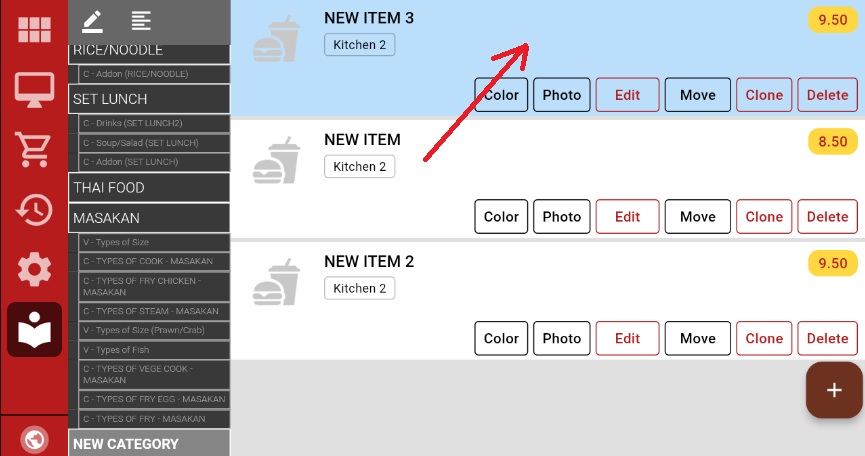 RICE/NOODLE
C - Addon (RICE/NOODLE)
SET LUNCH
C - Drinks (SET LUNCH2)
C - Soup/Salad (SET LUNCH)
C - Addon (SET LUNCH)
THAI FOOD
MASAKAN
V - Types of Size
C - TYPES OF COOK - MASAKAN
C - TYPES OF FRY CHICKEN -
MASAKAN
C - TYPES OF STEAM - MASAKAN
V - Types of Size (Prawn/Crab)
V - Types of Fish
C - TYPES OF VEGE COOK -
MASAKAN
C - TYPES OF FRY EGG - MASAKAN
C - TYPES OF FRY - MASAKAN
NEW CATEGORY
NEW ITEM 3 9.50
Kitchen 2
Color Photo Edit Move Clone Delete
NEW ITEM 8.50
Kitchen 2
Color Photo Edit Move Clone Delete
NEW ITEM 2 9.50
Kitchen 2
Color Photo Edit Move Clone Delete
+